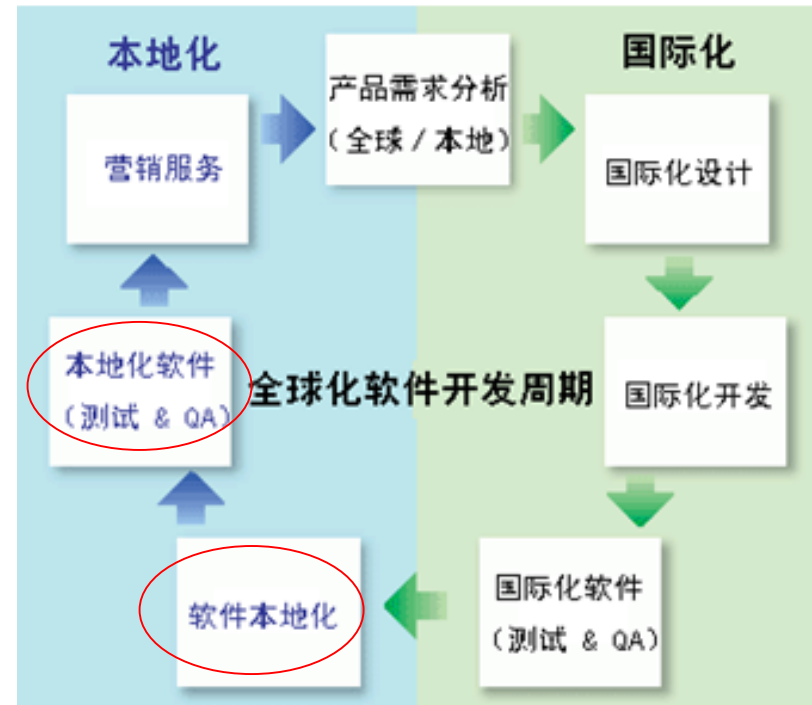 本地化
国际化
产品需求分析
(全球 / 本地)
营销服务
国际化设计
本地化软件
(测试 & QA)
全球化软件开发周期
国际化开发
软件本地化
国际化软件
(测试 & QA)